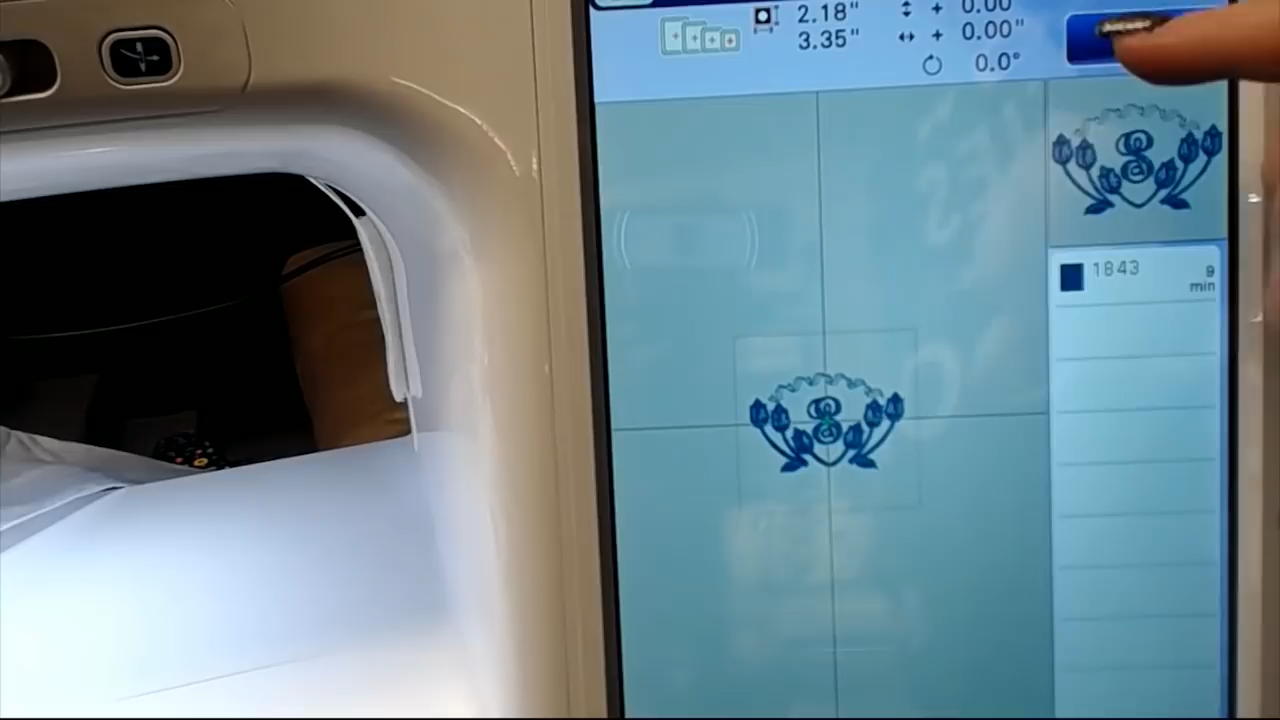 2.18" + 0.00"
3.35" + 0.00"
0.0°
1843 9
min